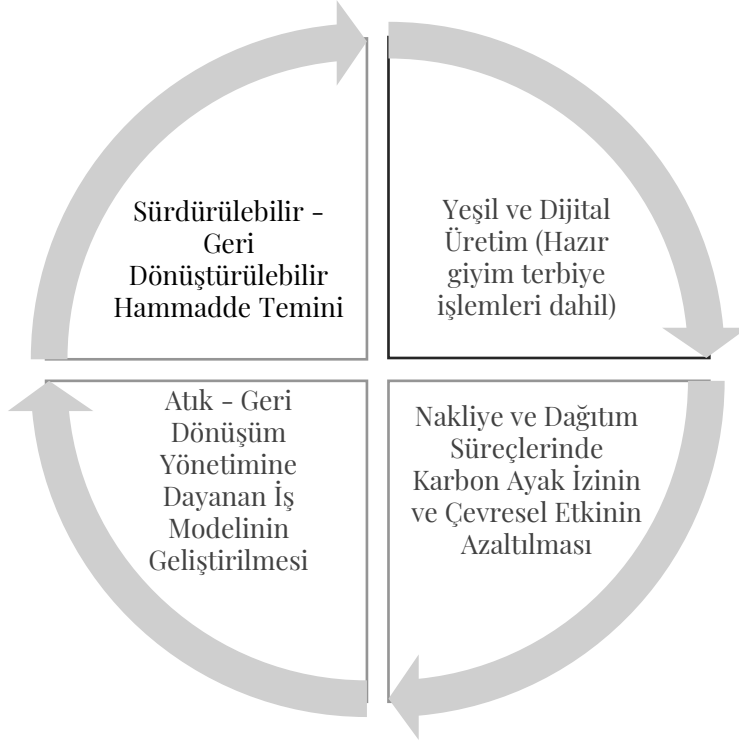 Sürdürülebilir -
Geri
Dönüştürülebilir
Hammadde Temini
Yeşil ve Dijital
Üretim (Hazır
giyim terbiye
işlemleri dahil)
Atık - Geri
Dönüşüm
Yönetimine
Dayanan İş
Modelinin
Geliştirilmesi
Nakliye ve Dağıtım
Süreçlerinde
Karbon Ayak İzinin
ve Çevresel Etkinin
Azaltılması